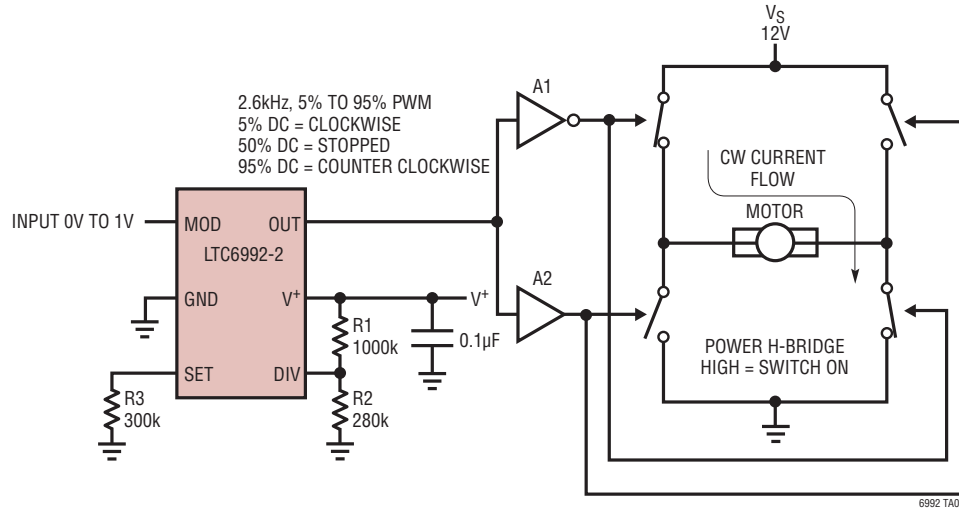 V_S
12V
A1
2.6kHz, 5% TO 95% PWM
5% DC = CLOCKWISE
50% DC = STOPPED
95% DC = COUNTER CLOCKWISE
CW CURRENT
FLOW
MOTOR
INPUT 0V TO 1V
MOD
OUT
LTC6992-2
GND
V+
V+
A2
R1
1000k
0.1µF
POWER H-BRIDGE
HIGH = SWITCH ON
SET
DIV
R3
300k
R2
280k
6992 TA0